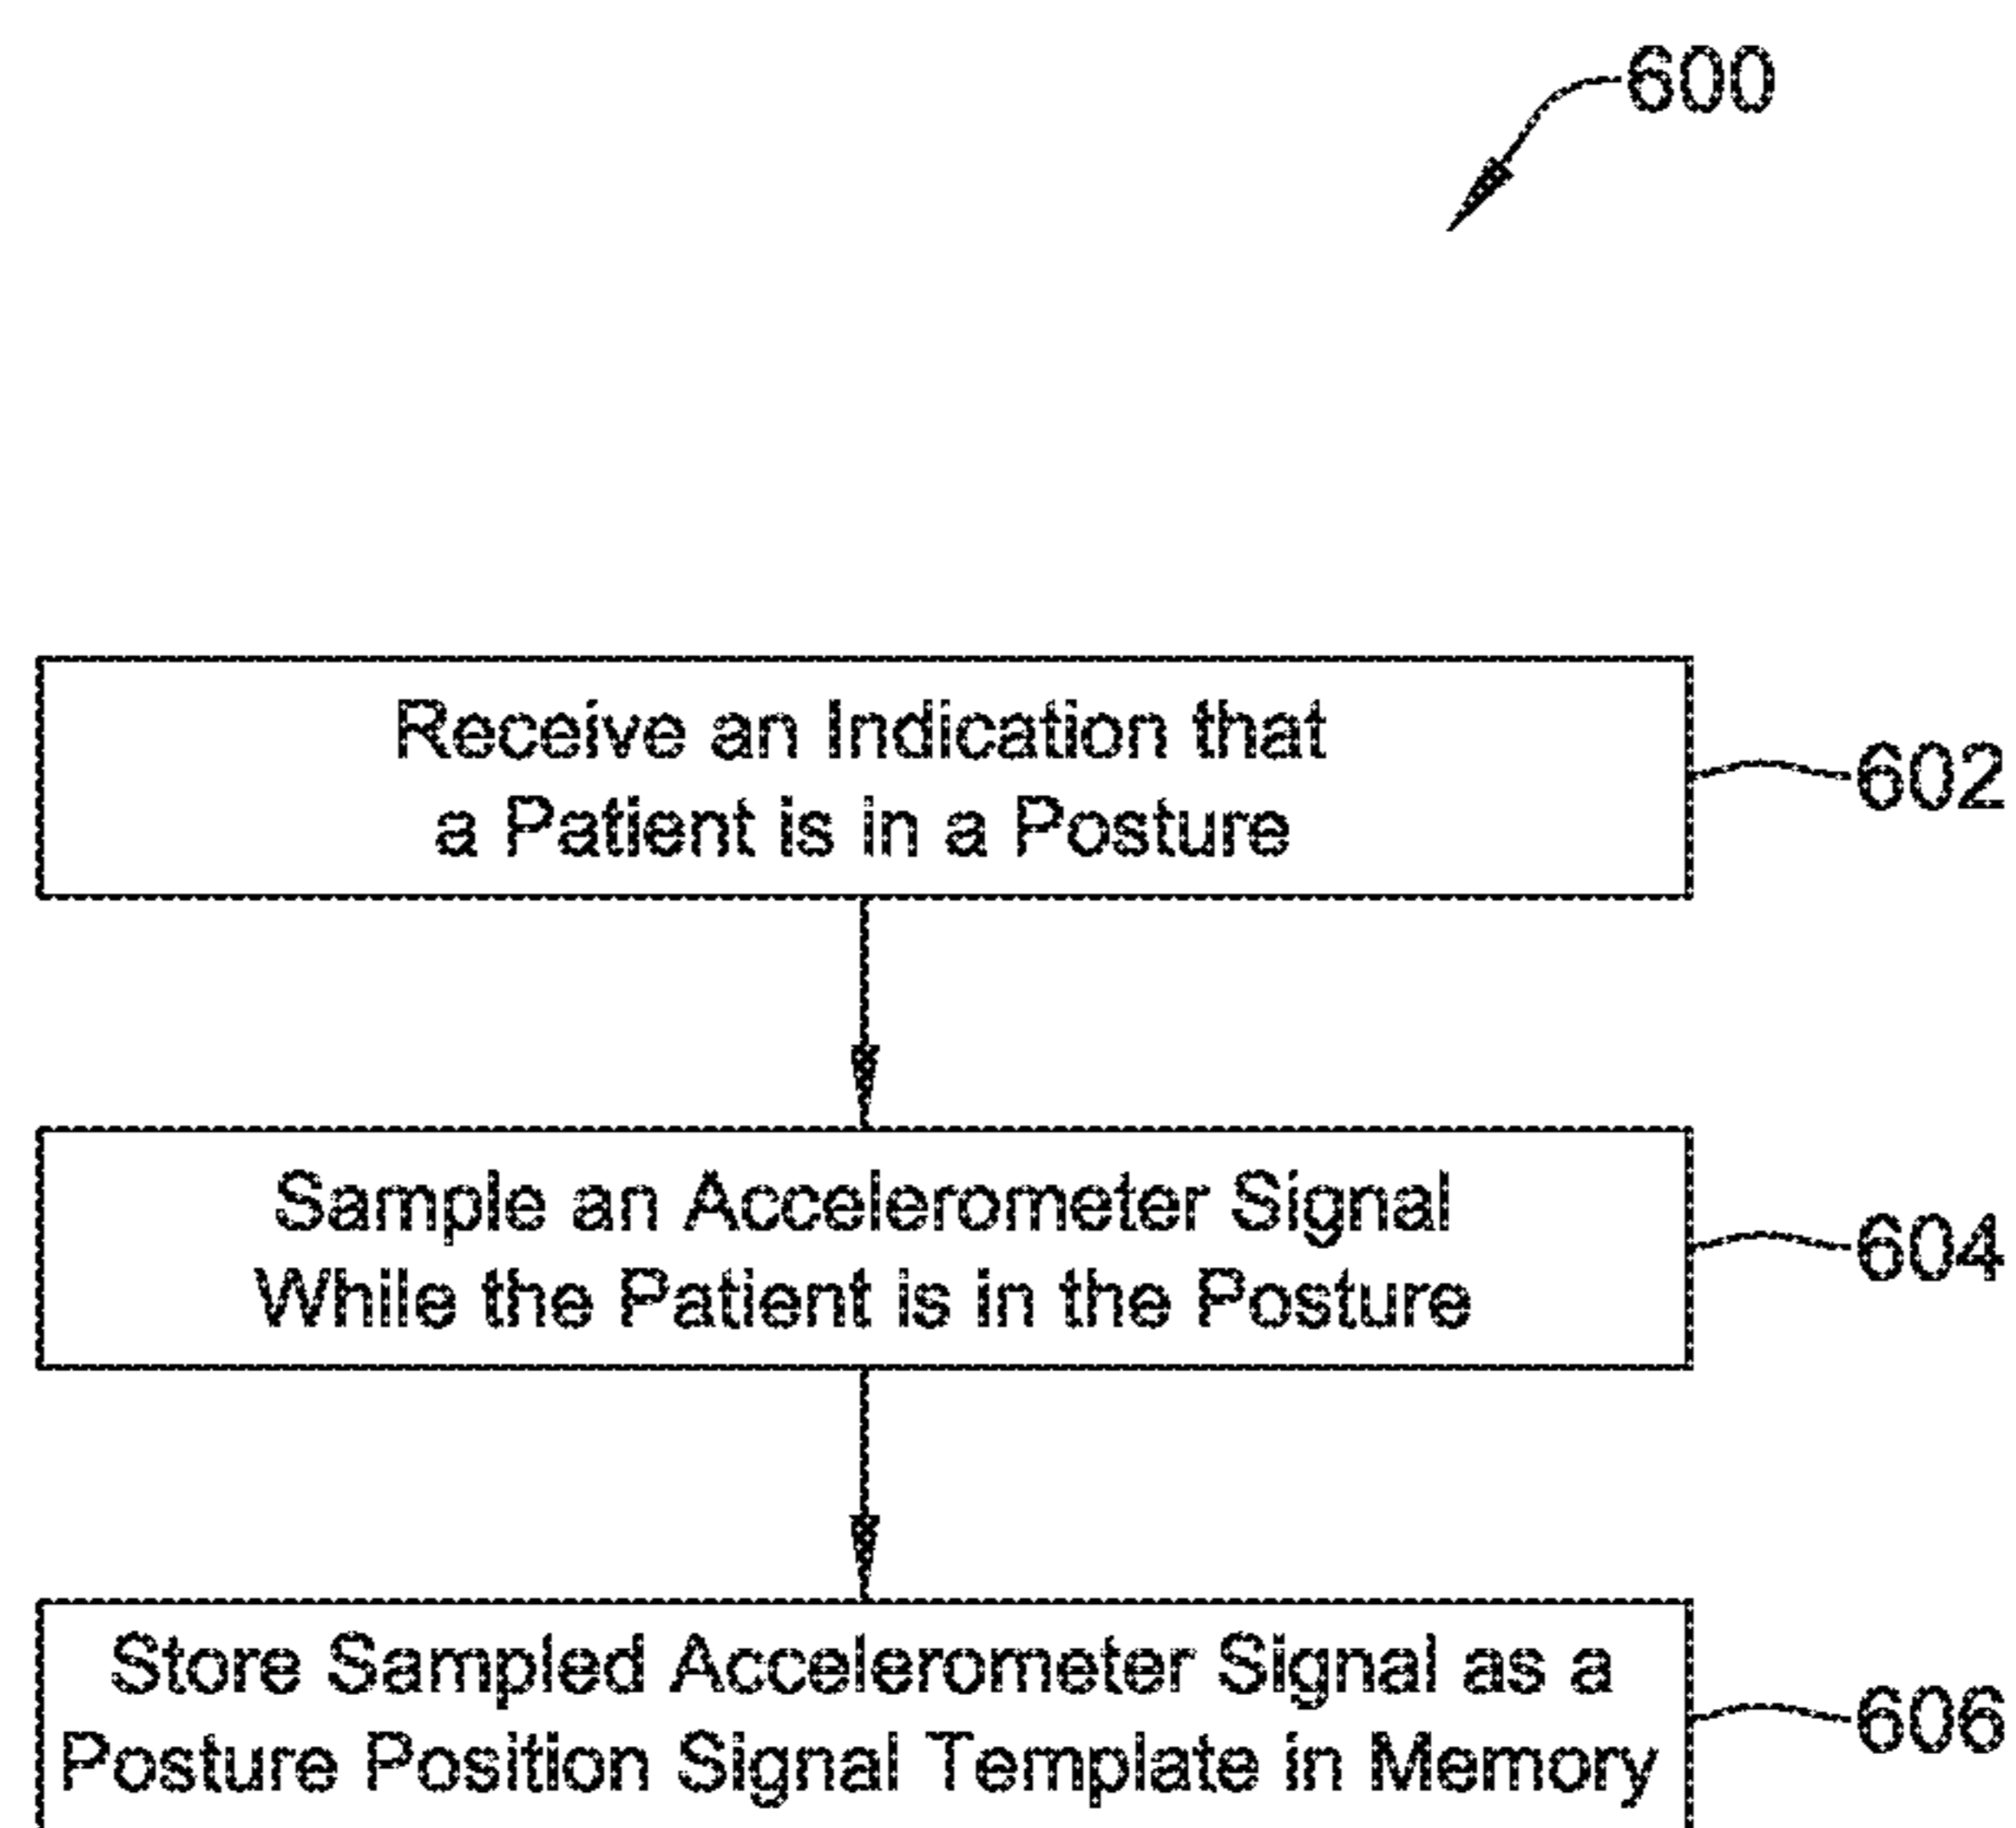 600
Receive an Indication that
a Patient is in a Posture
602
Sample an Accelerometer Signal
While the Patient is in the Posture
604
Store Sampled Accelerometer Signal as a
Posture Position Signal Template in Memory
606